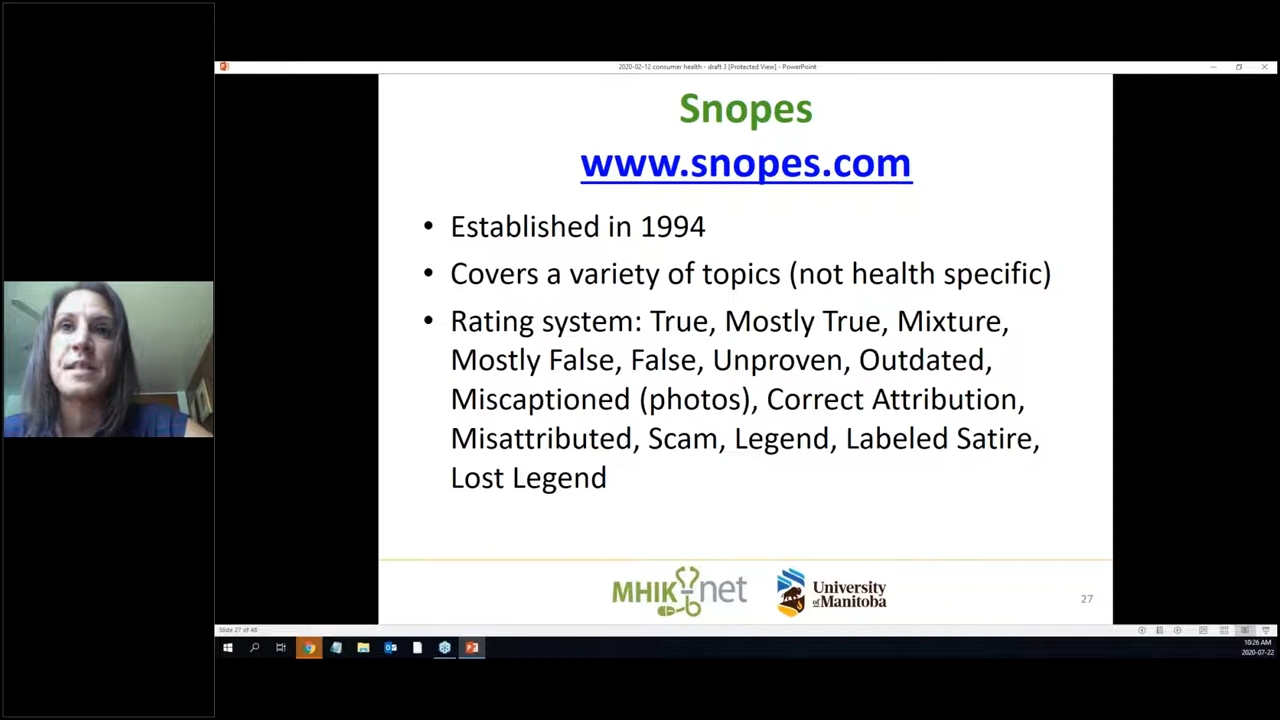 2020-02-12 consumer health - draft 3 [Protected View] - PowerPoint
Snopes
www.snopes.com
• Established in 1994
• Covers a variety of topics (not health specific)
• Rating system: True, Mostly True, Mixture,
Mostly False, False, Unproven, Outdated,
Miscaptioned (photos), Correct Attribution,
Misattributed, Scam, Legend, Labeled Satire,
Lost Legend
MHIKnet
University
of Manitoba
27
Slide 27 of 48
10:26 AM
2020-07-22